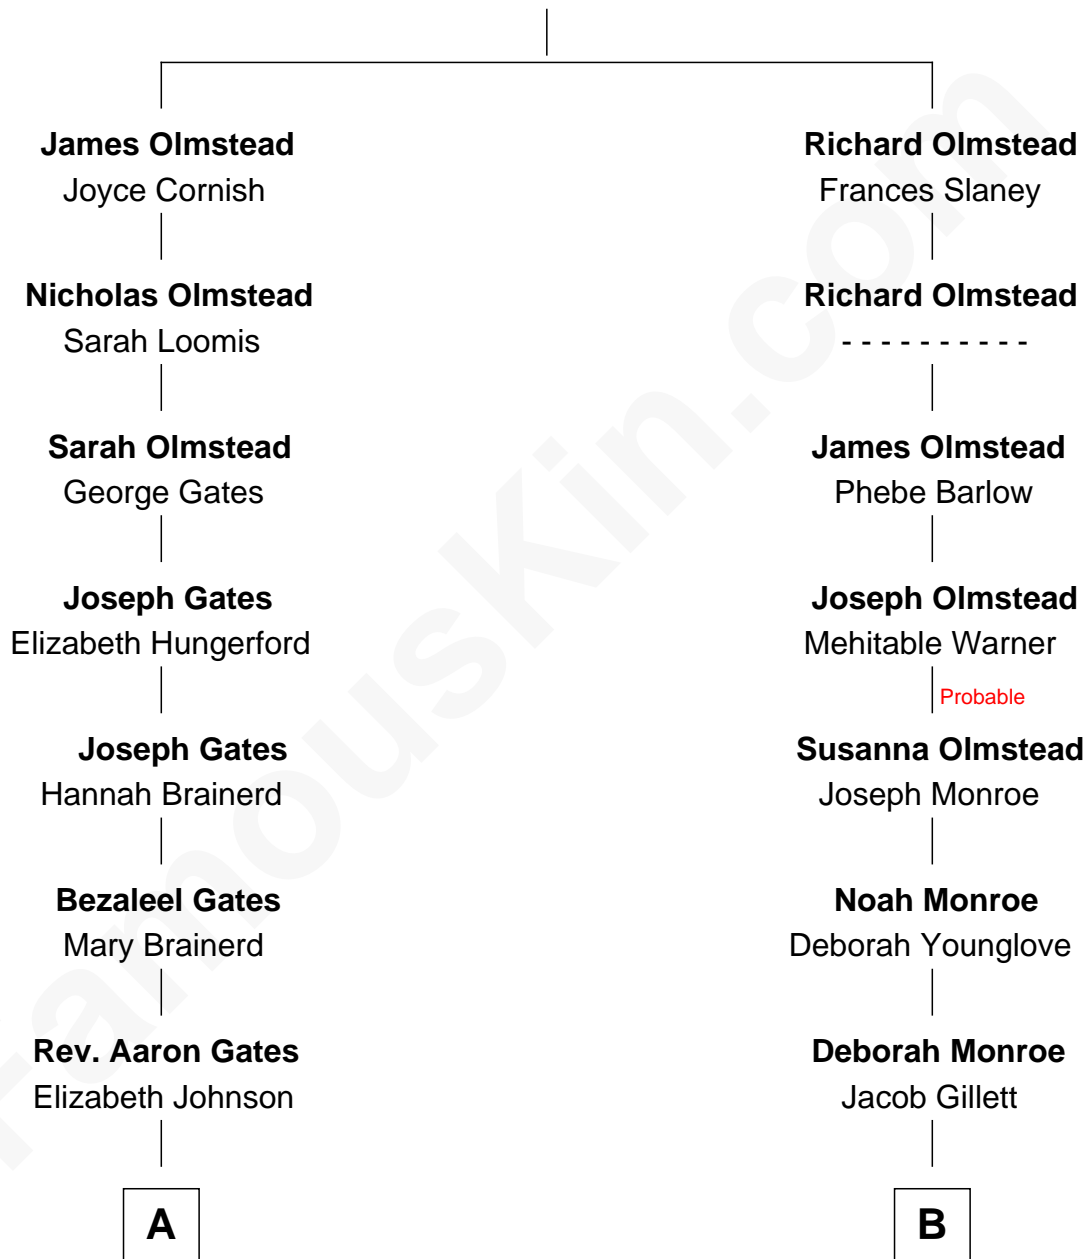 James Olmstead
Joyce Cornish
Nicholas Olmstead
Sarah Loomis
Sarah Olmstead
George Gates
Joseph Gates
Elizabeth Hungerford
Joseph Gates
Hannah Brainerd
Bezaleel Gates
Mary Brainerd
Rev. Aaron Gates
Elizabeth Johnson
A
Richard Olmstead
Frances Slaney
Richard Olmstead
- - - - - - - - - -
James Olmstead
Phebe Barlow
Joseph Olmstead
Mehitable Warner
Probable
Susanna Olmstead
Joseph Monroe
Noah Monroe
Deborah Younglove
Deborah Monroe
Jacob Gillett
B
FamousKin.com